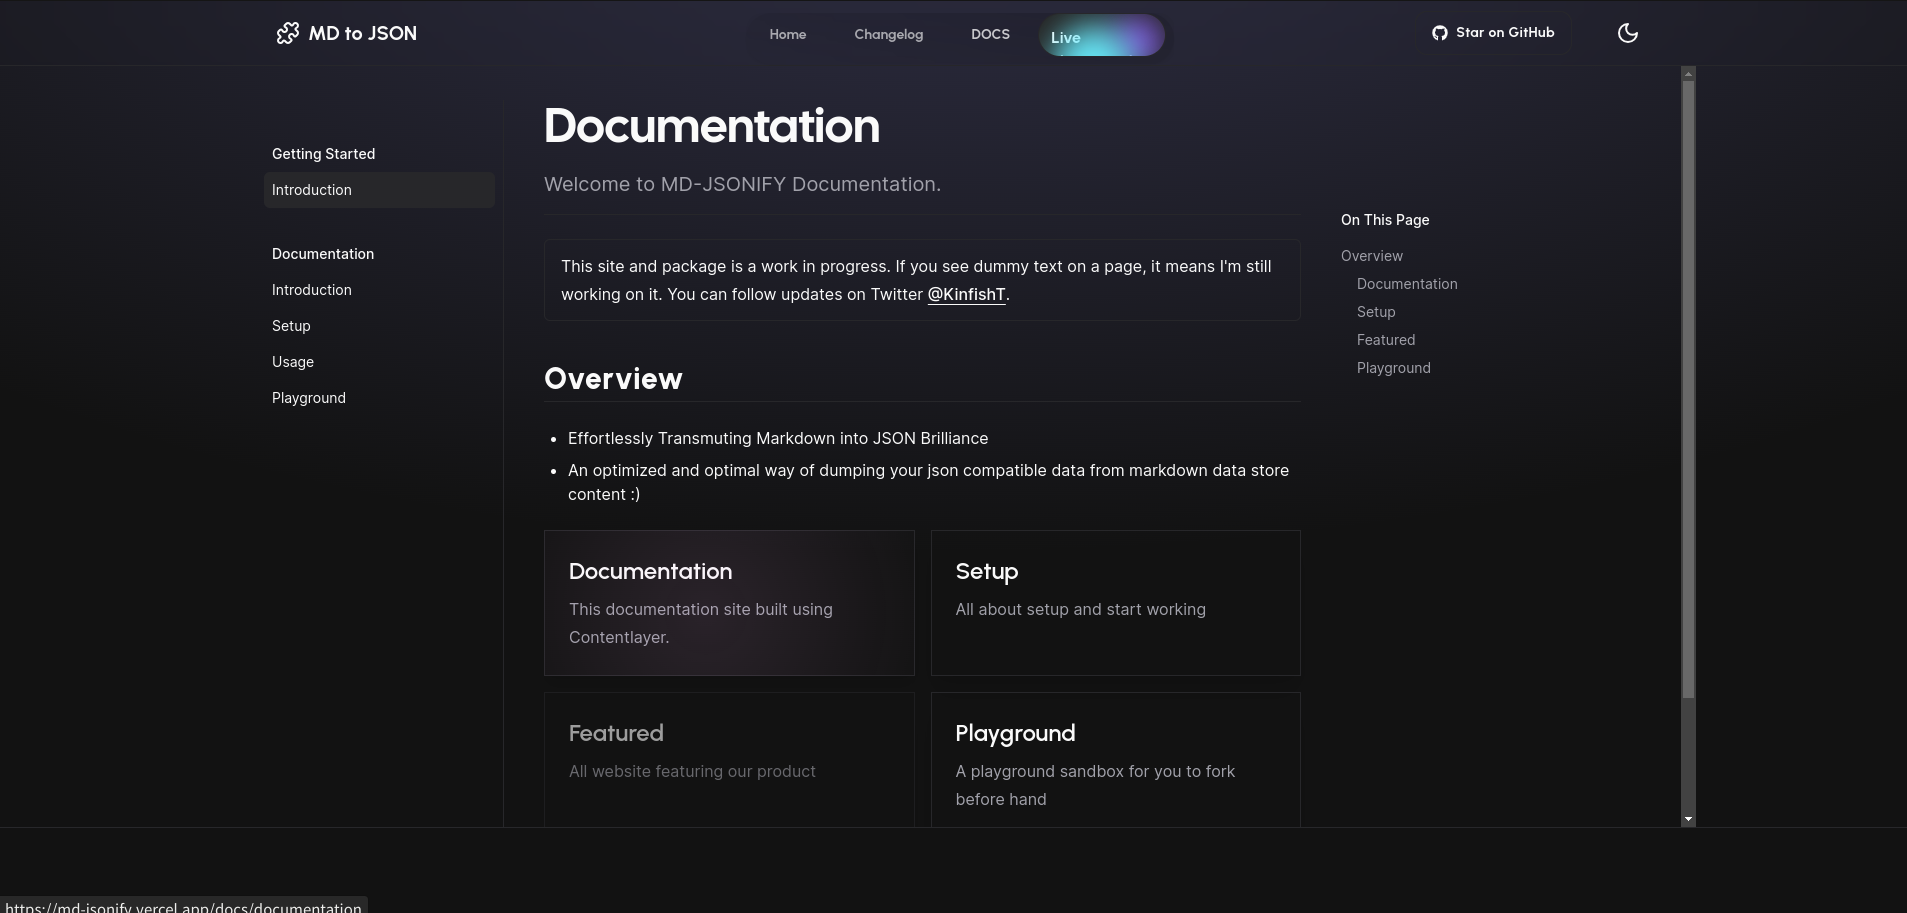 MD to JSON
Home
Changelog
DOCS
Live
Star on GitHub
Getting Started
Introduction
Documentation
Introduction
Setup
Usage
Playground
Documentation
Welcome to MD-JSONIFY Documentation.
This site and package is a work in progress. If you see dummy text on a page, it means I'm still
working on it. You can follow updates on Twitter @KinfishT.
Overview
• Effortlessly Transmuting Markdown into JSON Brilliance
• An optimized and optimal way of dumping your json compatible data from markdown data store
content :)
Documentation
This documentation site built using
Contentlayer.
Setup
All about setup and start working
Featured
All website featuring our product
Playground
A playground sandbox for you to fork
before hand
On This Page
Overview
Documentation
Setup
Featured
Playground
https://md-jsonify.vercel.app/docs/documentation